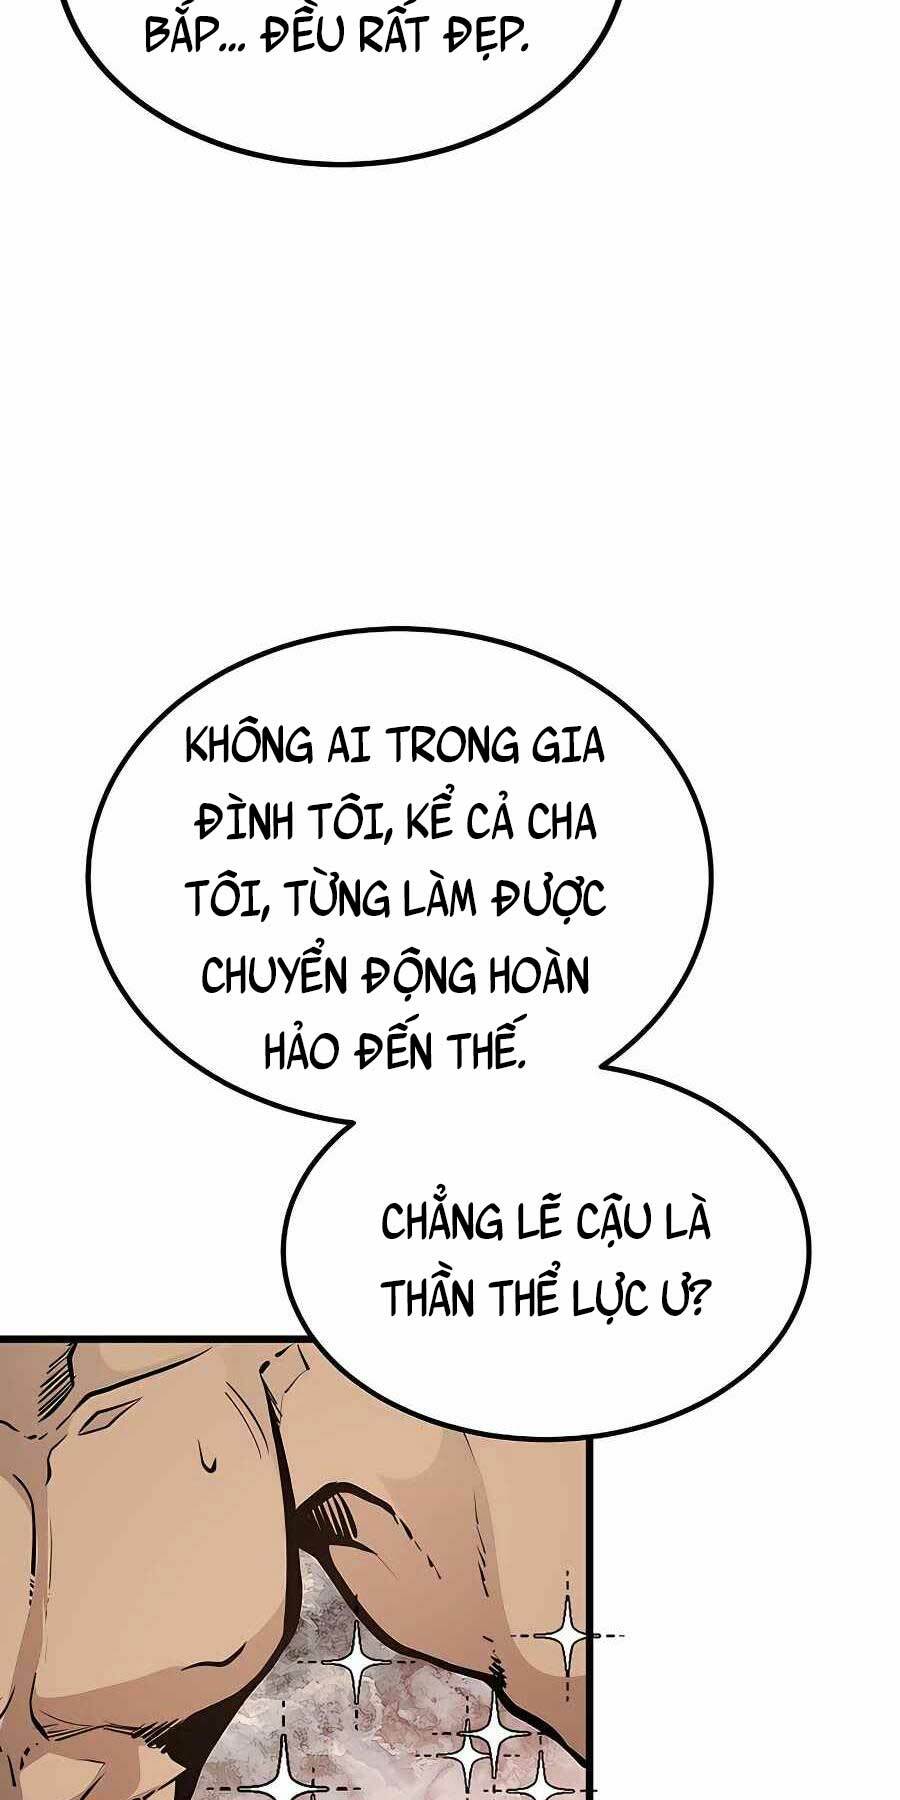 BẮP... ĐỀU RẤT ĐẸP.
KHÔNG AI TRONG GIA
ĐÌNH TÔI, KỂ CẢ CHA
TÔI, TỪNG LÀM ĐƯỢC
CHUYỂN ĐỘNG HOÀN
HẢO ĐẾN THẾ.
CHẲNG LẼ CẬU LÀ
THẦN THỂ LỰC Ư?